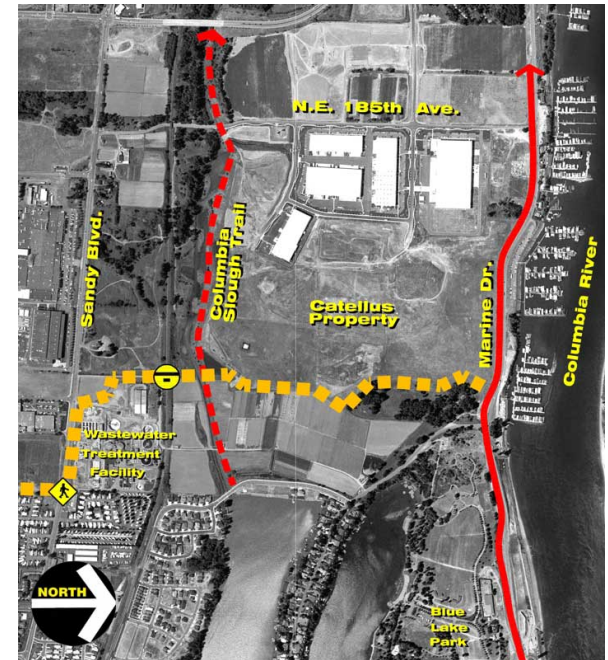 N.E. 185th Ave.
Sandy Blvd.
Columbia
Slough Trail
Catellus
Property
Marine Dr.
Columbia River
Wastewater
Treatment
Facility
NORTH
Blue
Lake
Park